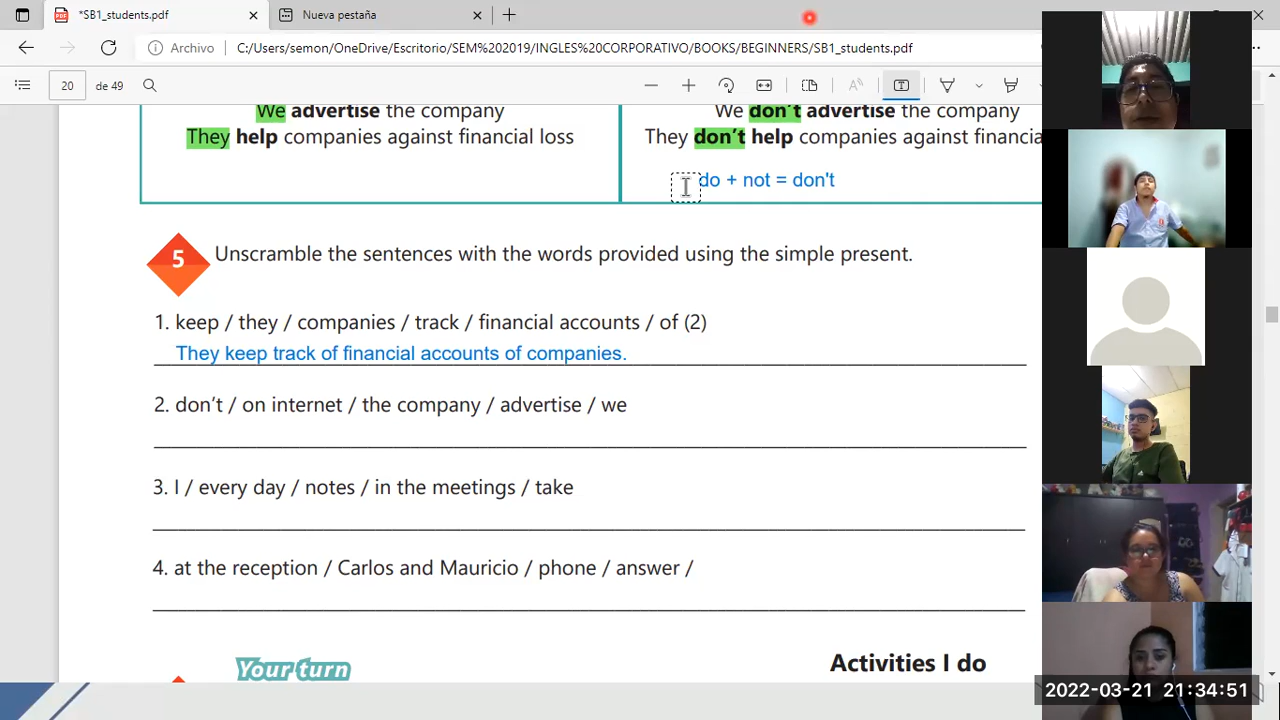 *SB1_students.pdf
Nueva pestaña
Archivo
C:/Users/semon/OneDrive/Escritorio/SEM%202019/INGLES%20CORPORATIVO/BOOKS/BEGINNERS/SB1_students.pdf
20 de 49
We advertise the company
They help companies against financial loss
We don't advertise the company
They don't help companies against financia
do + not = don't
5 Unscramble the sentences with the words provided using the simple present.
1. keep / they / companies / track / financial accounts / of (2)
They keep track of financial accounts of companies.
2. don't / on internet / the company / advertise / we
3. I / every day / notes / in the meetings / take
4. at the reception / Carlos and Mauricio / phone / answer /
Your turn
Activities I do
2022-03-21 21:34:51